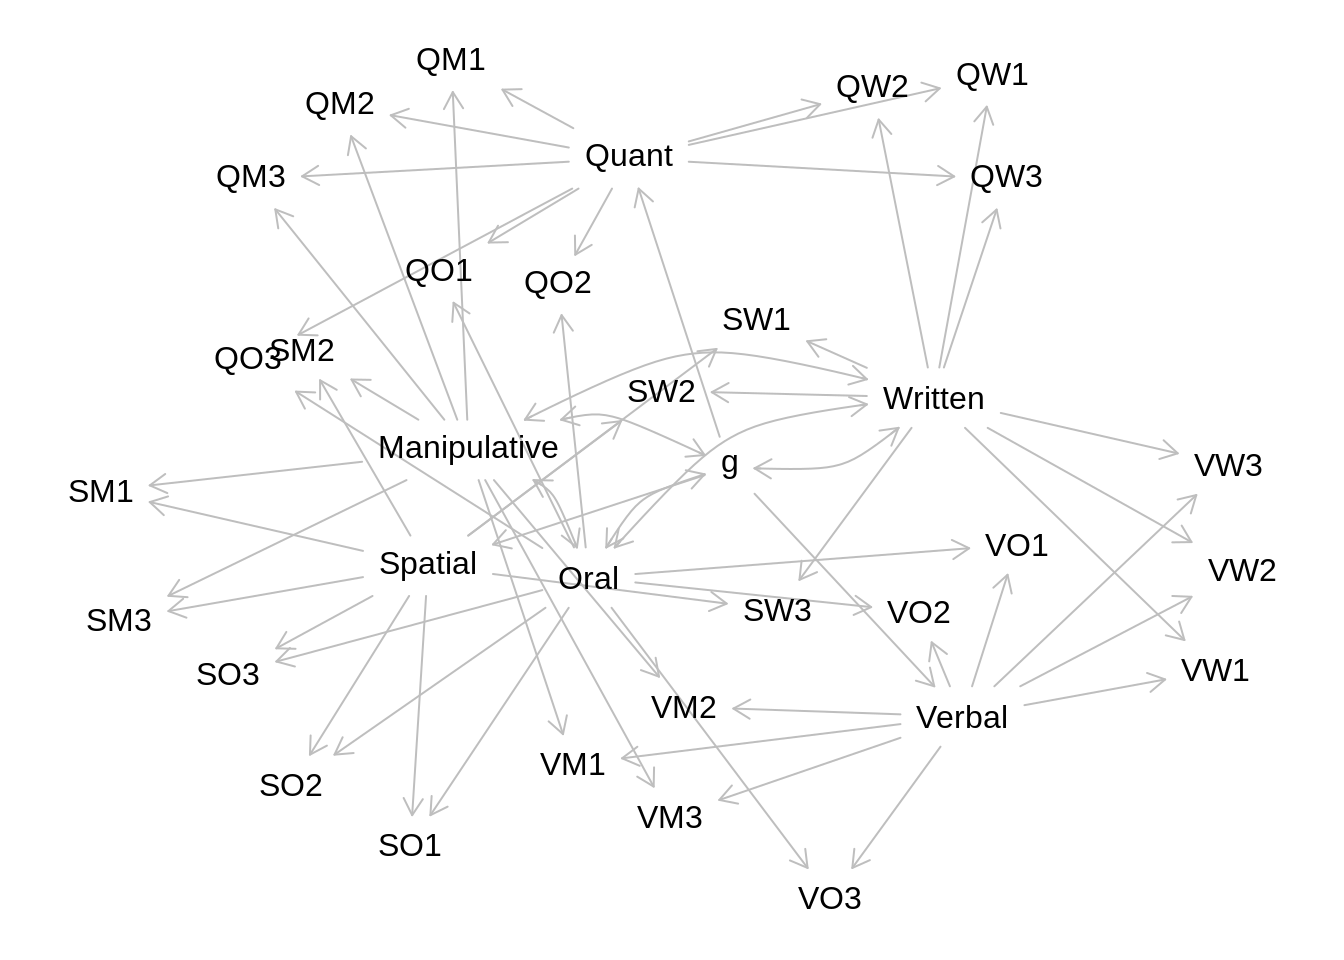 QM1
QW1
QW2
QM2
Quant
QM3
QW3
QO1
QO2
SW1
SM2
QO3
SW2
Written
Manipulative
g
VW3
SM1
VO1
Spatial
VW2
Oral
SW3
VO2
SM3
VW1
SO3
VM2
Verbal
VM1
SO2
VM3
SO1
VO3